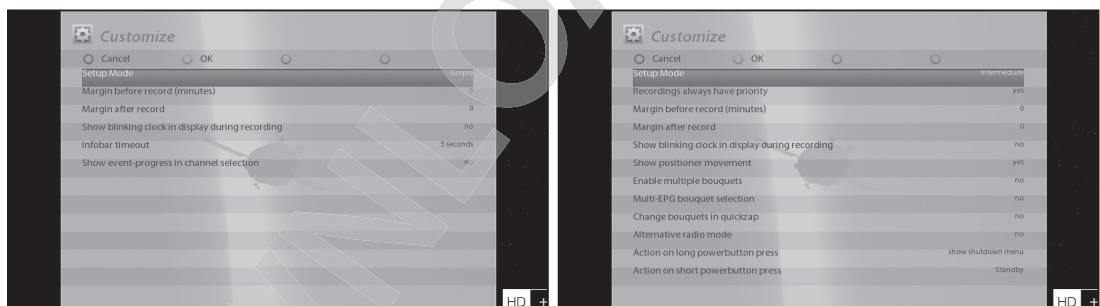 Customize
Cancel OK
Setup Mode Simple
Margin before record (minutes) 0
Margin after record 0
Show blinking clock in display during recording no
Infobar timeout 5 seconds
Show event-progress in channel selection no
HD +
Customize
Cancel OK
Setup Mode Intermediate
Recordings always have priority yes
Margin before record (minutes) 0
Margin after record 0
Show blinking clock in display during recording no
Show positioner movement yes
Enable multiple bouquets no
Multi-EPG bouquet selection no
Change bouquets in quickzap no
Alternative radio mode no
Action on long powerbutton press show shutdown menu
Action on short powerbutton press Standby
HD +